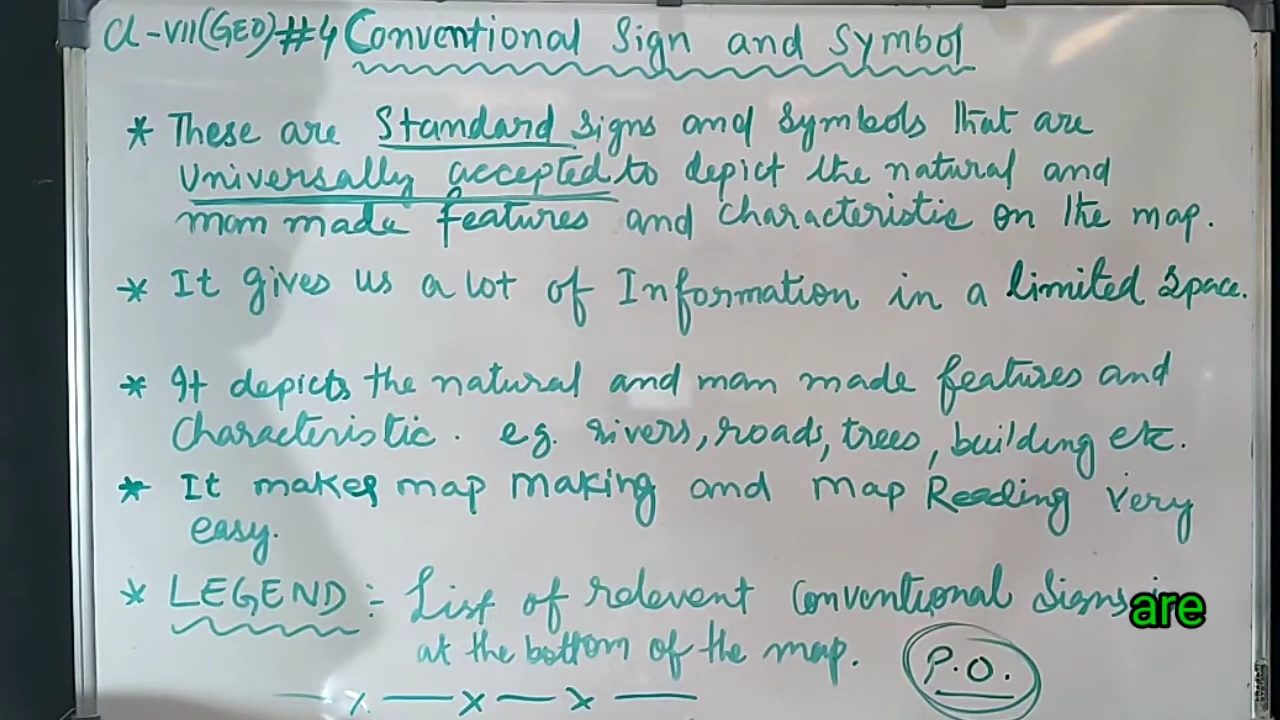 Cl-VII(GEO)#4 Conventional Sign and Symbol
* These are Standard Signs and Symbols that are
Universally accepted to depict the natural and
man made features and characteristic on the map.
* It gives us a lot of Information in a limited Space.
* It depicts the natural and man made features and
Characteristic. eg. rivers, roads, trees, building etc.
* It makes map making and map Reading very
easy.
* LEGEND:- List of relevent Conventional Signs are
at the bottom of the map.
P.O.